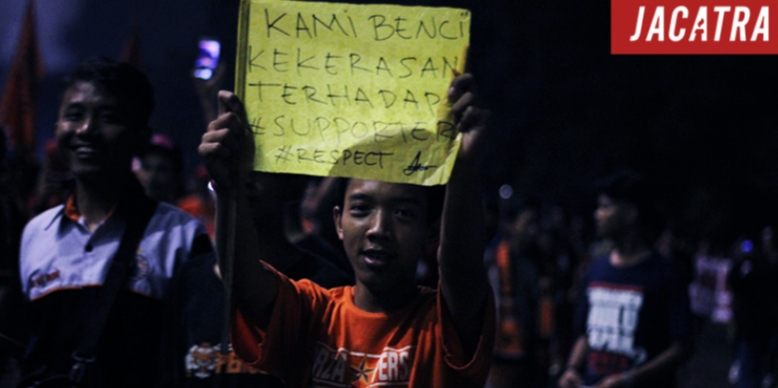 JACATRA
KAMI BENCI
KEKERASAN
TERHADAP
#SUPPORTER
#RESPECT